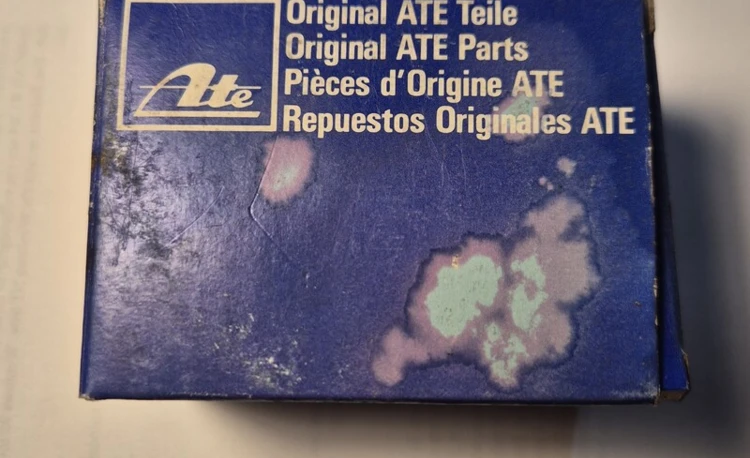 Original ATE Teile
Original ATE Parts
Ate
Pièces d'Origine ATE
Repuestos Originales ATE